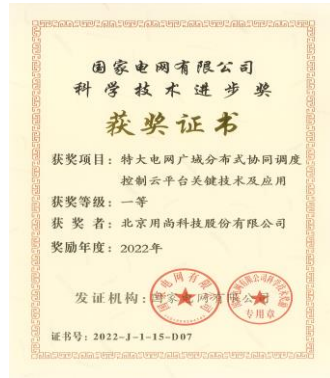 国家电网有限公司
科学技术进步奖
获奖证书
获奖项目：特大电网广域分布式协同调度
控制云平台关键技术及应用
获奖等级：一等
获 奖 者：北京用尚科技股份有限公司
奖励年度：2022年
发证机构：国家电网有限公司
专用章
证书号：2022-J-1-15-D07